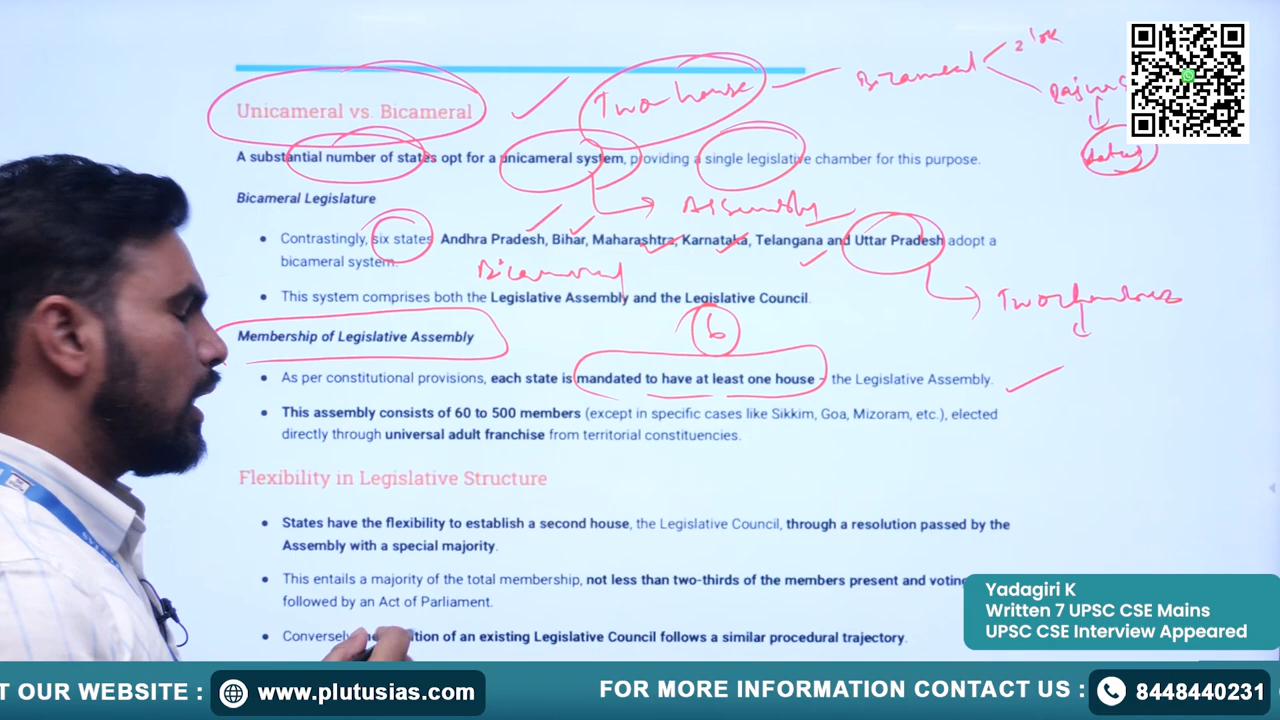 Unicameral vs. Bicameral
Two-house
Bicameral
A substantial number of states opt for a unicameral system, providing a single legislative chamber for this purpose.
Bicameral Legislature
Assembly
Contrastingly, six states Andhra Pradesh, Bihar, Maharashtra, Karnataka, Telangana and Uttar Pradesh adopt a
bicameral system.
Bicameral
This system comprises both the Legislative Assembly and the Legislative Council.
Membership of Legislative Assembly
6
As per constitutional provisions, each state is mandated to have at least one house - the Legislative Assembly.
This assembly consists of 60 to 500 members (except in specific cases like Sikkim, Goa, Mizoram, etc.), elected
directly through universal adult franchise from territorial constituencies.
Flexibility in Legislative Structure
States have the flexibility to establish a second house, the Legislative Council, through a resolution passed by the
Assembly with a special majority.
This entails a majority of the total membership, not less than two-thirds of the members present and voting
followed by an Act of Parliament.
Conversely of an existing Legislative Council follows a similar procedural trajectory.
Yadagiri K
Written 7 UPSC CSE Mains
UPSC CSE Interview Appeared
T OUR WEBSITE : www.plutusias.com
FOR MORE INFORMATION CONTACT US : 8448440231